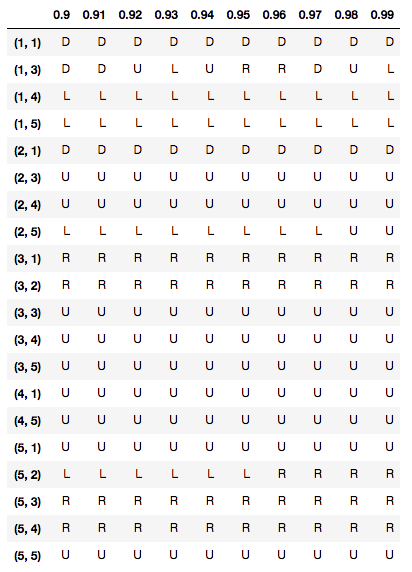 0.9 0.91 0.92 0.93 0.94 0.95 0.96 0.97 0.98 0.99
(1, 1) D D D D D D D D D D
(1, 3) D D U L U R R D U L
(1, 4) L L L L L L L L L L
(1, 5) L L L L L L L L L L
(2, 1) D D D D D D D D D D
(2, 3) U U U U U U U U U U
(2, 4) U U U U U U U U U U
(2, 5) L L L L L L L L U U
(3, 1) R R R R R R R R R R
(3, 2) R R R R R R R R R R
(3, 3) U U U U U U U U U U
(3, 4) U U U U U U U U U U
(3, 5) U U U U U U U U U U
(4, 1) U U U U U U U U U U
(4, 5) U U U U U U U U U U
(5, 1) U U U U U U U U U U
(5, 2) L L L L L L R R R R
(5, 3) R R R R R R R R R R
(5, 4) R R R R R R R R R R
(5, 5) U U U U U U U U U U